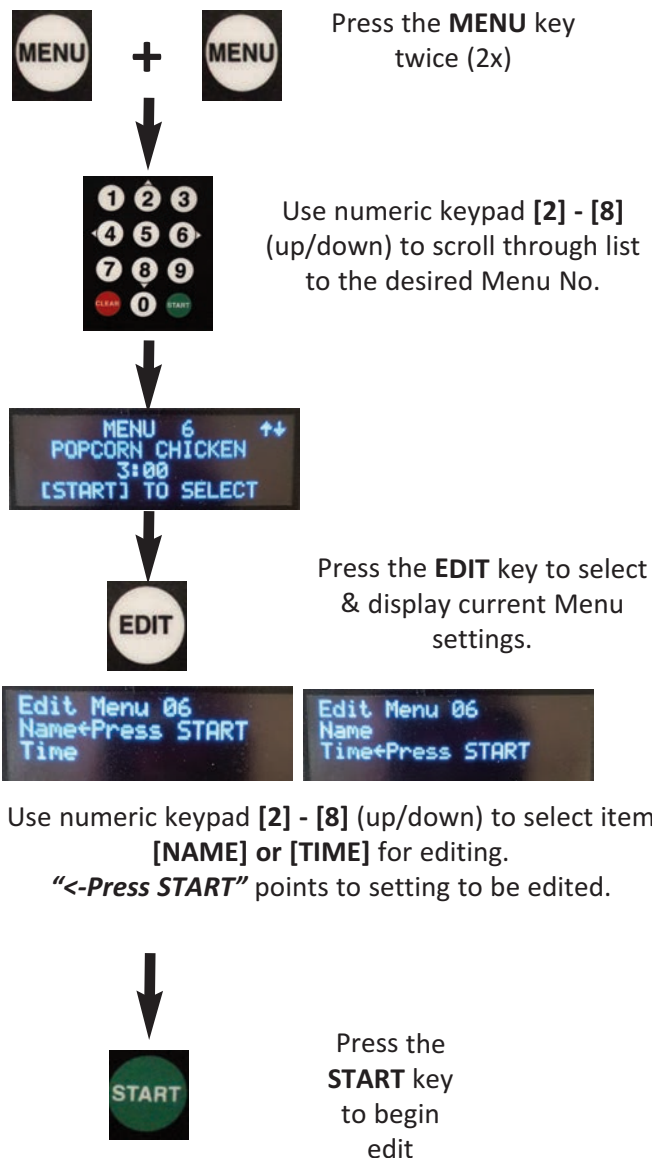 MENU + MENU
Press the MENU key
twice (2x)
1 2 3
4 5 6
7 8 9
CLEAR 0 START
Use numeric keypad [2] - [8]
(up/down) to scroll through list
to the desired Menu No.
MENU 6 ↑↓
POPCORN CHICKEN
3:00
[START] TO SELECT
EDIT
Press the EDIT key to select
& display current Menu
settings.
Edit Menu 06
Name←Press START
Time
Edit Menu 06
Name
Time←Press START
Use numeric keypad [2] - [8] (up/down) to select item
[NAME] or [TIME] for editing.
“<-Press START” points to setting to be edited.
START
Press the
START key
to begin
edit